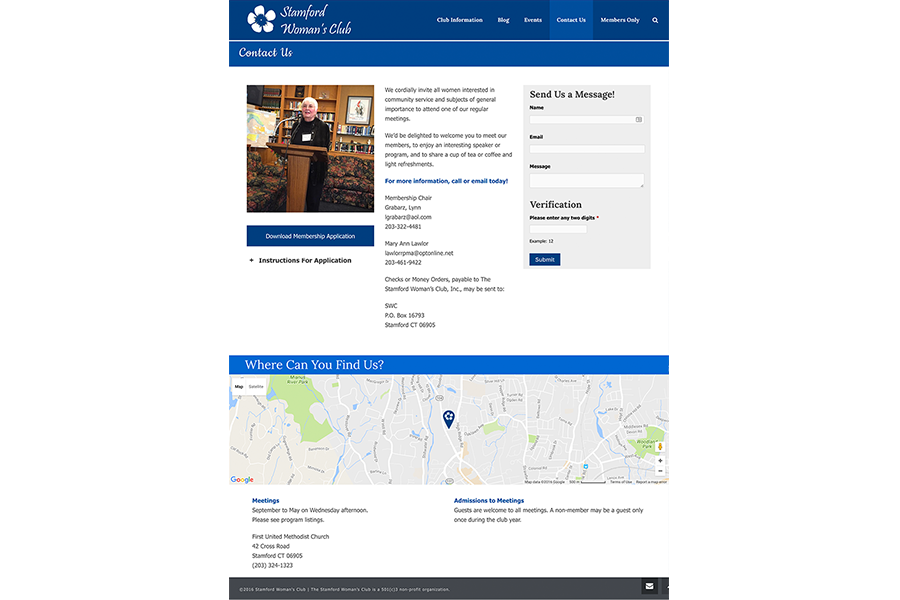 Stamford
Woman's Club
Club Information Blog Events Contact Us Members Only
Contact Us
We cordially invite all women interested in
community service and subjects of general
importance to attend one of our regular
meetings.
We'd be delighted to welcome you to meet our
members, to enjoy an interesting speaker or
program, and to share a cup of tea or coffee and
light refreshments.
For more information, call or email today!
Membership Chair
Grabarz, Lynn
lgrabarz@aol.com
203-322-4481
Mary Ann Lawlor
lawlorrpma@optonline.net
203-461-9422
Checks or Money Orders, payable to The
Stamford Woman's Club, Inc., may be sent to:
SWC
P.O. Box 16793
Stamford CT 06905
Download Membership Application
+ Instructions For Application
Send Us a Message!
Name
Email
Message
Verification
Please enter any two digits *
Example: 12
Submit
Where Can You Find Us?
Map Satellite
Google
Map data ©2016 Google 500 m Terms of Use Report a map error
Meetings
September to May on Wednesday afternoon.
Please see program listings.
First United Methodist Church
42 Cross Road
Stamford CT 06905
(203) 324-1323
Admissions to Meetings
Guests are welcome to all meetings. A non-member may be a guest only
once during the club year.
©2016 Stamford Woman's Club | The Stamford Woman's Club is a 501(c)3 non-profit organization.